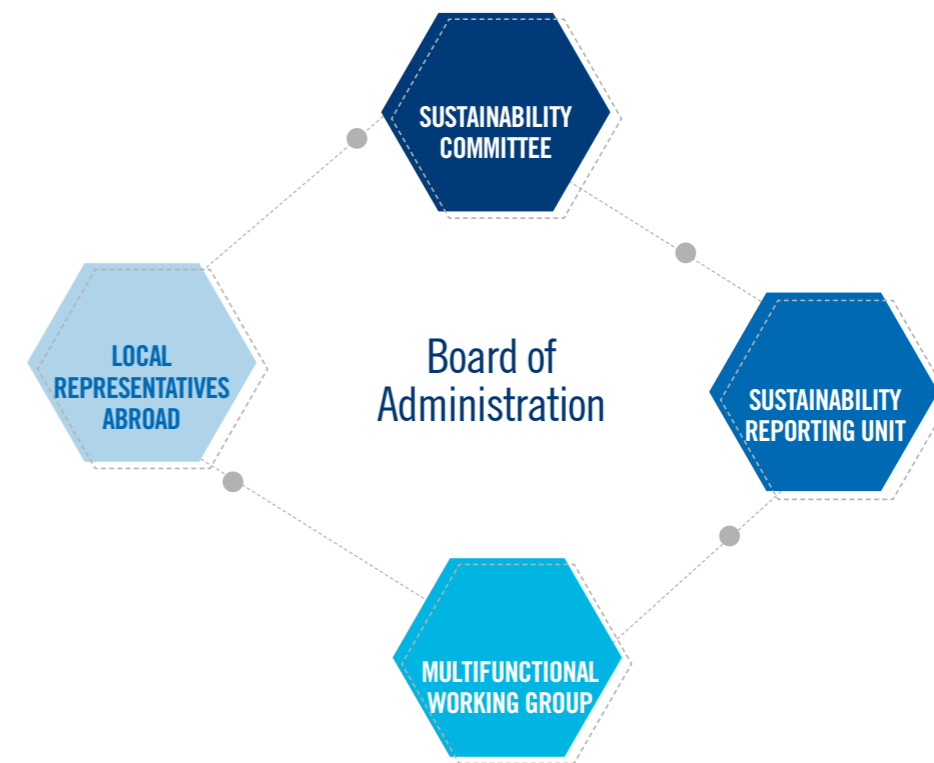 SUSTAINABILITY
COMMITTEE
LOCAL
REPRESENTATIVES
ABROAD
Board of
Administration
SUSTAINABILITY
REPORTING UNIT
MULTIFUNCTIONAL
WORKING GROUP